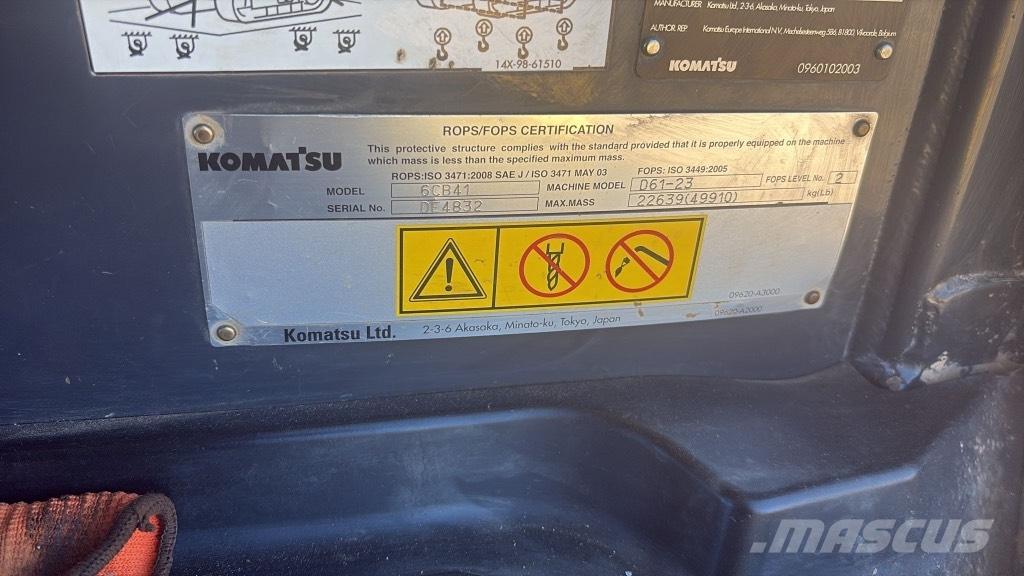 14X-98-61510
MANUFACTURER Komatsu Ltd., 2-3-6, Akasaka, Minato-ku, Tokyo, Japan
AUTHOR. REP. Komatsu Europe International N.V., Mechelsesteenweg 586, B1800, Vilvoorde, Belgium
KOMATSU 0960102003
ROPS/FOPS CERTIFICATION
KOMATSU
This protective structure complies with the standard provided that it is properly equipped on the machine
which mass is less than the specified maximum mass.
ROPS:ISO 3471:2008 SAE J / ISO 3471 MAY 03 FOPS: ISO 3449:2005
MODEL 6CB41 MACHINE MODEL D61-23 FOPS LEVEL No. 2
SERIAL No. DF4832 MAX.MASS 22639(49910) kg(Lb)
09620-A3000
09620-A2000
Komatsu Ltd. 2-3-6 Akasaka, Minato-ku, Tokyo, Japan
MASCUS